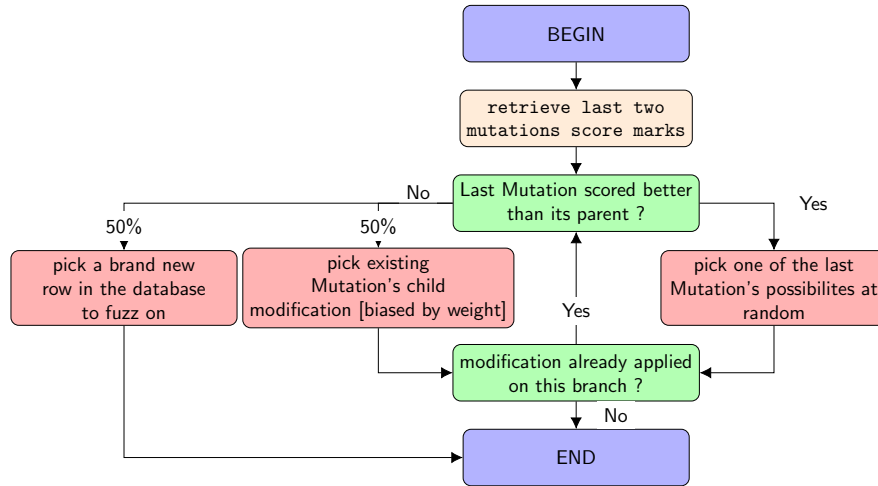 BEGIN
retrieve last two
mutations score marks
Last Mutation scored better
than its parent ?
No
Yes
50%
50%
pick a brand new
row in the database
to fuzz on
pick existing
Mutation's child
modification [biased by weight]
pick one of the last
Mutation's possibilites at
random
Yes
modification already applied
on this branch ?
No
END